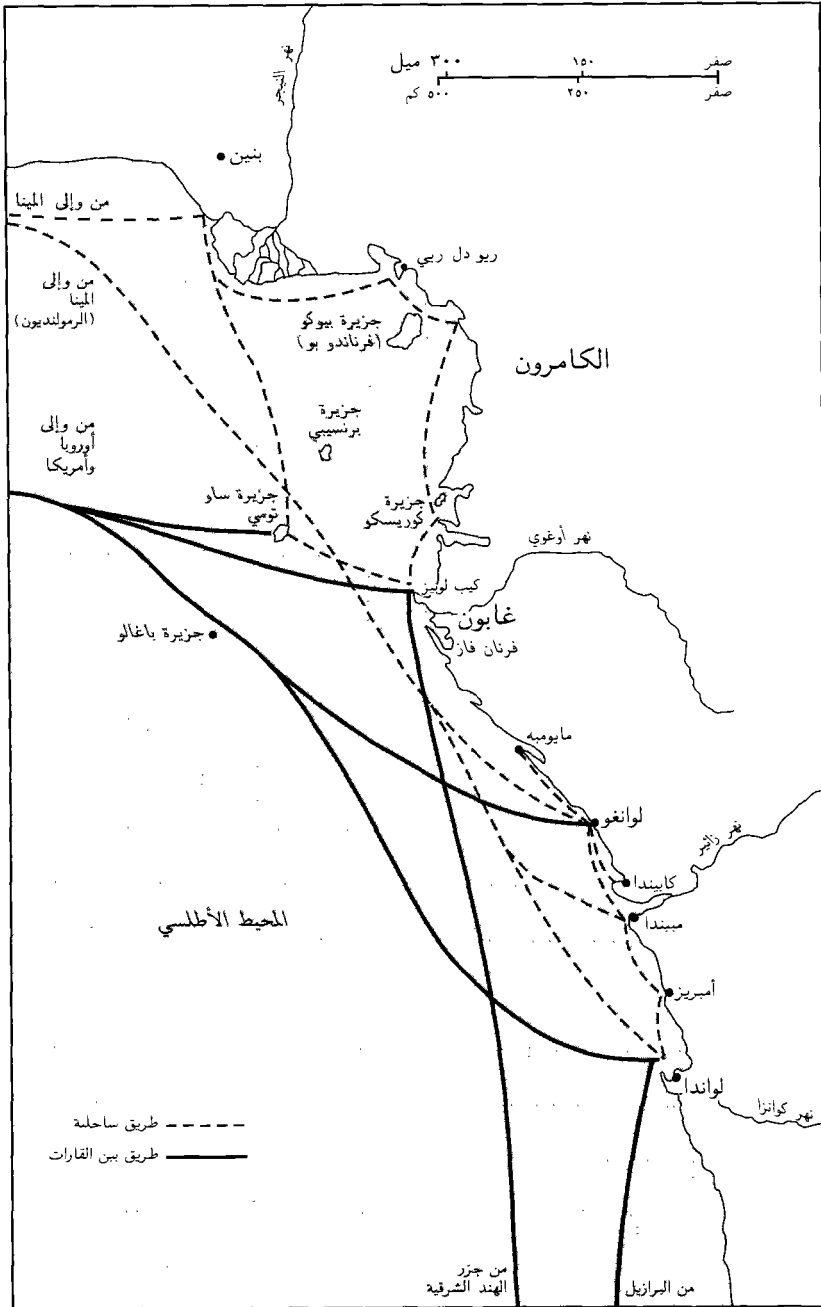 صفر ١٥٠ ٣٠٠ ميل
صفر ٢٥٠ ٥٠٠ كم
نهر النيجر
بنين
من وإلى المينا
ريو دل ريي
من وإلى
المينا
(الرمولنديون)
جزيرة بيوكو
(فرناندو بو)
الكامرون
جزيرة
برنسيبي
من وإلى
أوروبا
وأمريكا
جزيرة ساو
تومي
جزيرة
كوريسكو
نهر أوغوي
كيب لوبيز
غابون
فرنان فاز
جزيرة باغالو
مايومبه
لوانغو
نهر زائير
كابيندا
مبيندا
المحيط الأطلسي
أمبريز
لواندا
نهر كوانزا
طريق ساحلية
طريق بين القارات
من جزر
الهند الشرقية
من البرازيل